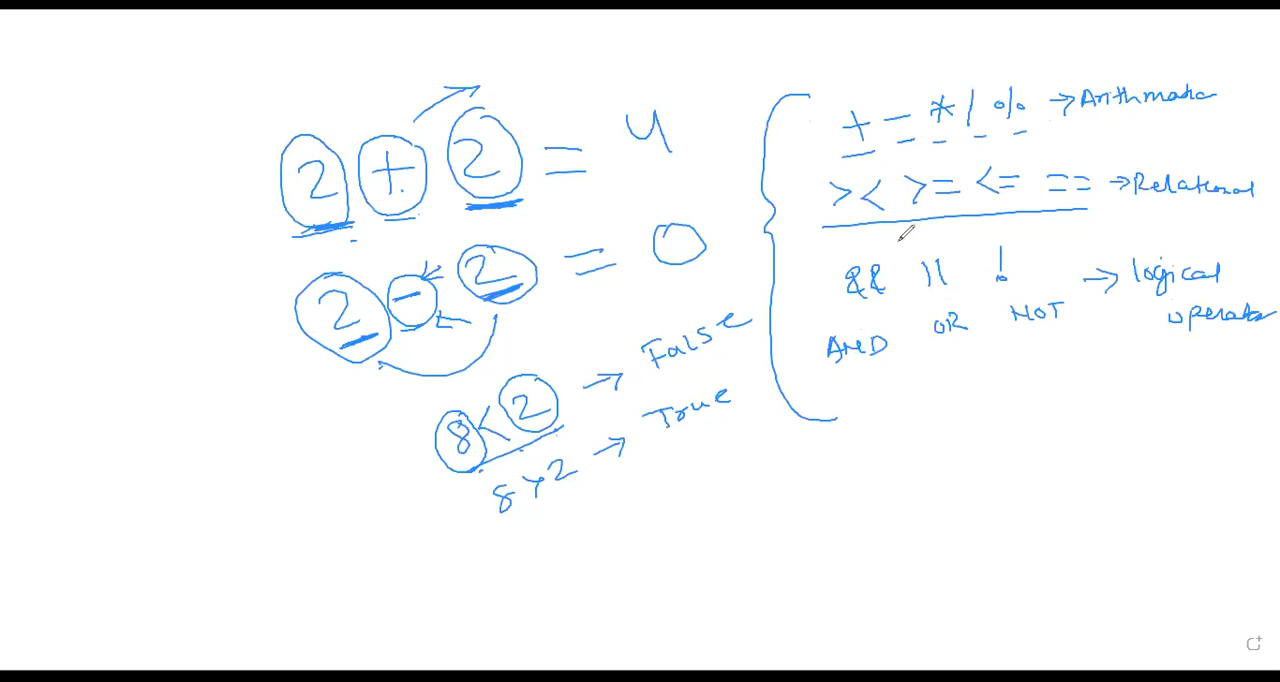 2 + 2 = 4
2 - 2 = 0
8 < 2 → False
8 > 2 → True
+ - * / % → Arithmatic
> < >= <= == → Relational
&& || ! → logical
AND OR NOT operator